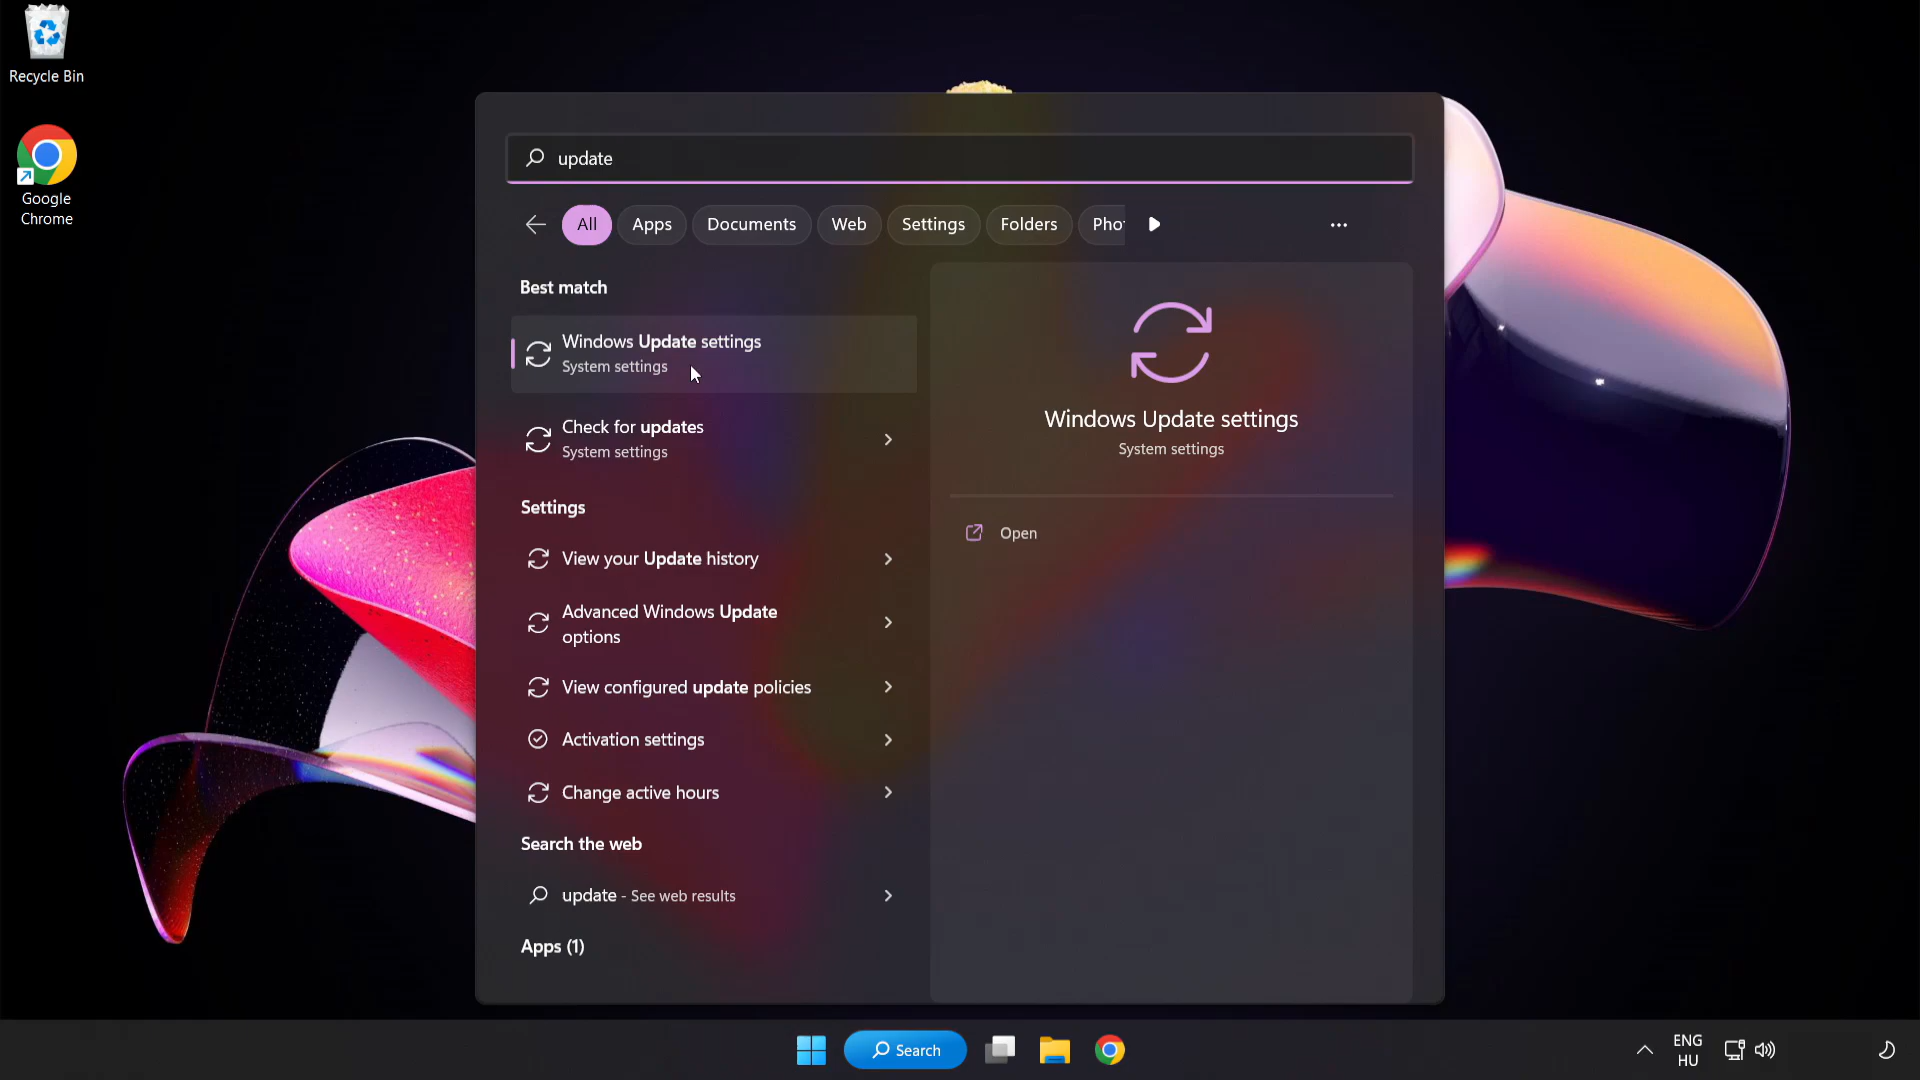 Recycle Bin
Google
Chrome
update
All
Apps
Documents
Web
Settings
Folders
Best match
Windows Update settings
System settings
Check for updates
System settings
Settings
View your Update history
Advanced Windows Update
options
View configured update policies
Activation settings
Change active hours
Search the web
update - See web results
Apps (1)
Windows Update settings
System settings
Open
Search
ENG
HU